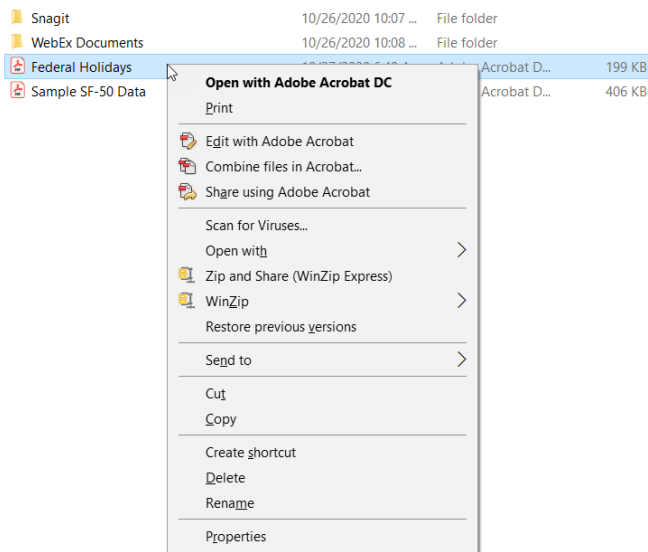 Snagit 10/26/2020 10:07 ... File folder
WebEx Documents 10/26/2020 10:08 ... File folder
Federal Holidays Acrobat D... 199 KB
Sample SF-50 Data Acrobat D... 406 KB
Open with Adobe Acrobat DC
Print
Edit with Adobe Acrobat
Combine files in Acrobat...
Share using Adobe Acrobat
Scan for Viruses...
Open with
Zip and Share (WinZip Express)
WinZip
Restore previous versions
Send to
Cut
Copy
Create shortcut
Delete
Rename
Properties